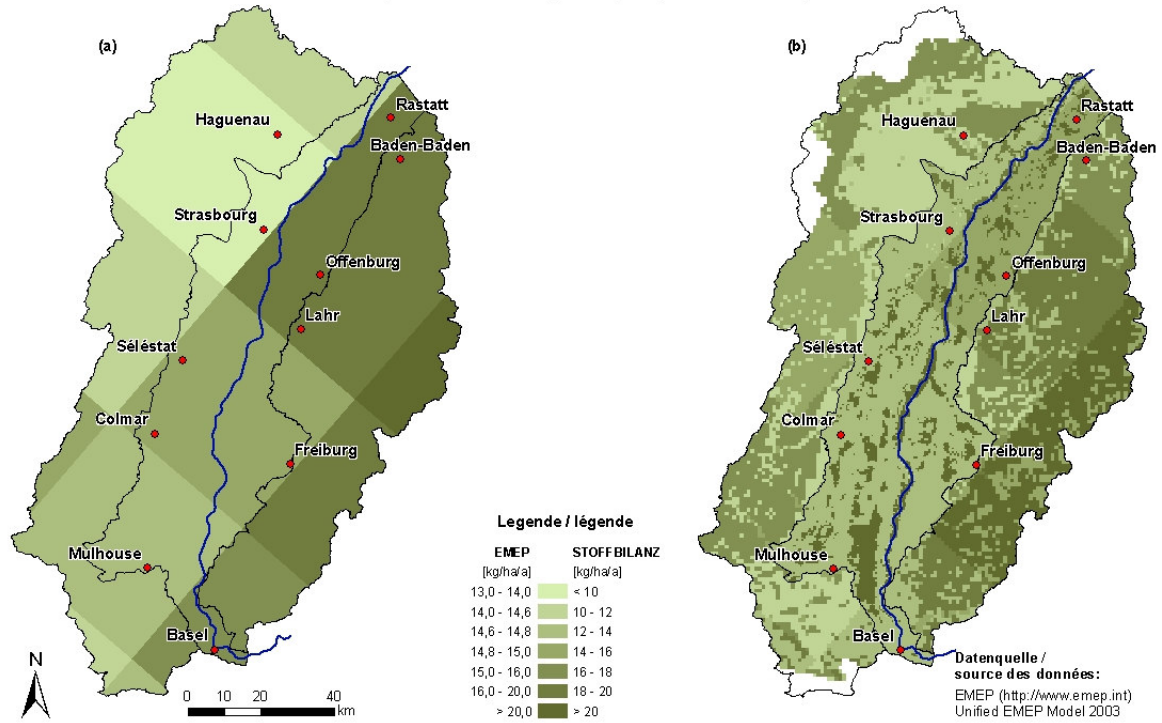 (a)
Haguenau
Rastatt
Baden-Baden
Strasbourg
Offenburg
Lahr
Séléstat
Colmar
Freiburg
Mulhouse
Basel
N
0 10 20 40
km
Legende / légende
EMEP STOFFBILANZ
[kg/ha/a] [kg/ha/a]
13,0 - 14,0 < 10
14,0 - 14,6 10 - 12
14,6 - 14,8 12 - 14
14,8 - 15,0 14 - 16
15,0 - 16,0 16 - 18
16,0 - 20,0 18 - 20
> 20,0 > 20
(b)
Haguenau
Rastatt
Baden-Baden
Strasbourg
Offenburg
Lahr
Séléstat
Colmar
Freiburg
Mulhouse
Basel
Datenquelle /
source des données:
EMEP (http://www.emep.int)
Unified EMEP Model 2003